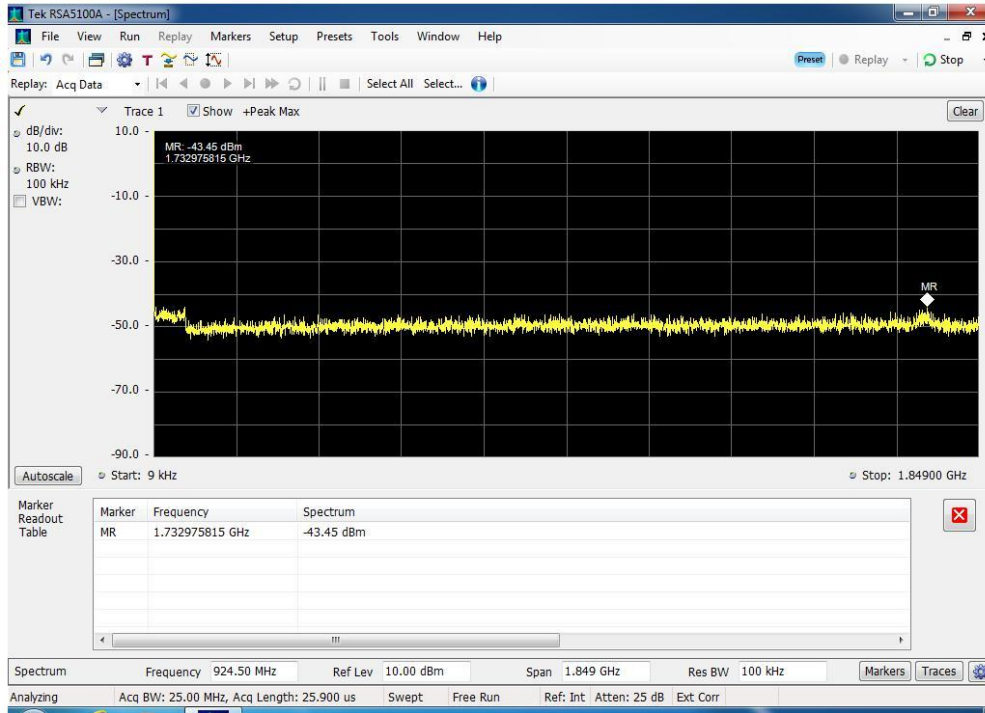 Tek RSA5100A - [Spectrum]
File View Run Replay Markers Setup Presets Tools Window Help
Preset Replay Stop
Replay: Acq Data Select All Select...
Trace 1 Show +Peak Max Clear
dB/div:
10.0 dB
RBW:
100 kHz
VBW:
10.0
MR: -43.45 dBm
1.732975815 GHz
-10.0
-30.0
MR
-50.0
-70.0
-90.0
Autoscale Start: 9 kHz Stop: 1.84900 GHz
Marker
Readout
Table
Marker Frequency Spectrum
MR 1.732975815 GHz -43.45 dBm
Spectrum Frequency 924.50 MHz Ref Lev 10.00 dBm Span 1.849 GHz Res BW 100 kHz Markers Traces
Analyzing Acq BW: 25.00 MHz, Acq Length: 25.900 us Swept Free Run Ref: Int Atten: 25 dB Ext Corr